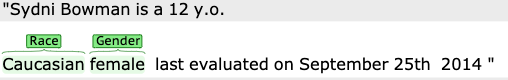 "Sydni Bowman is a 12 y.o.
Race Gender
Caucasian female last evaluated on September 25th 2014 "